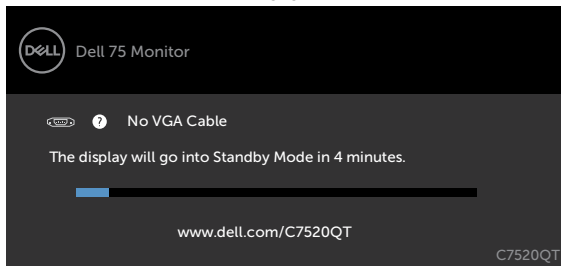 DELL
Dell 75 Monitor
? No VGA Cable
The display will go into Standby Mode in 4 minutes.
www.dell.com/C7520QT
C7520QT